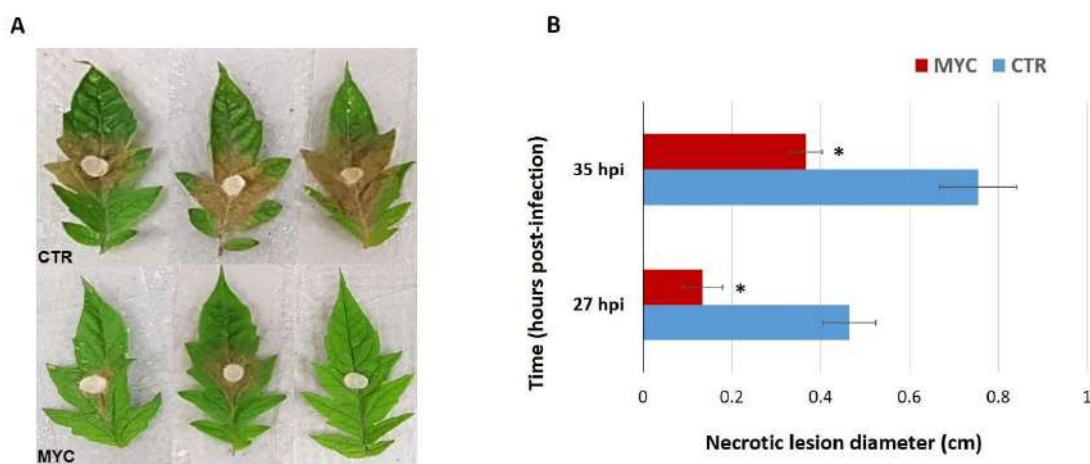 A
CTR
MYC
B
MYC CTR
Time (hours post-infection)
35 hpi
*
27 hpi
*
0 0.2 0.4 0.6 0.8 1
Necrotic lesion diameter (cm)